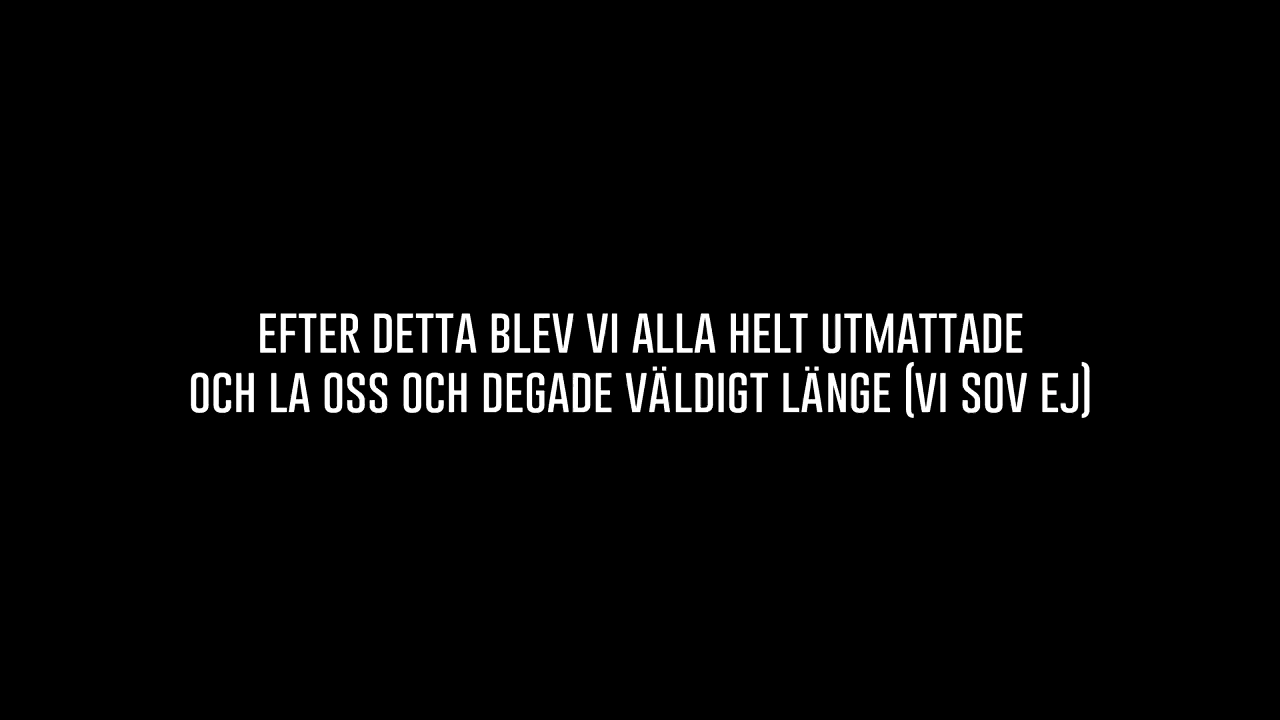 EFTER DETTA BLEV VI ALLA HELT UTMATTADE
OCH LA OSS OCH DEGADE VÄLDIGT LÄNGE (VI SOV EJ)